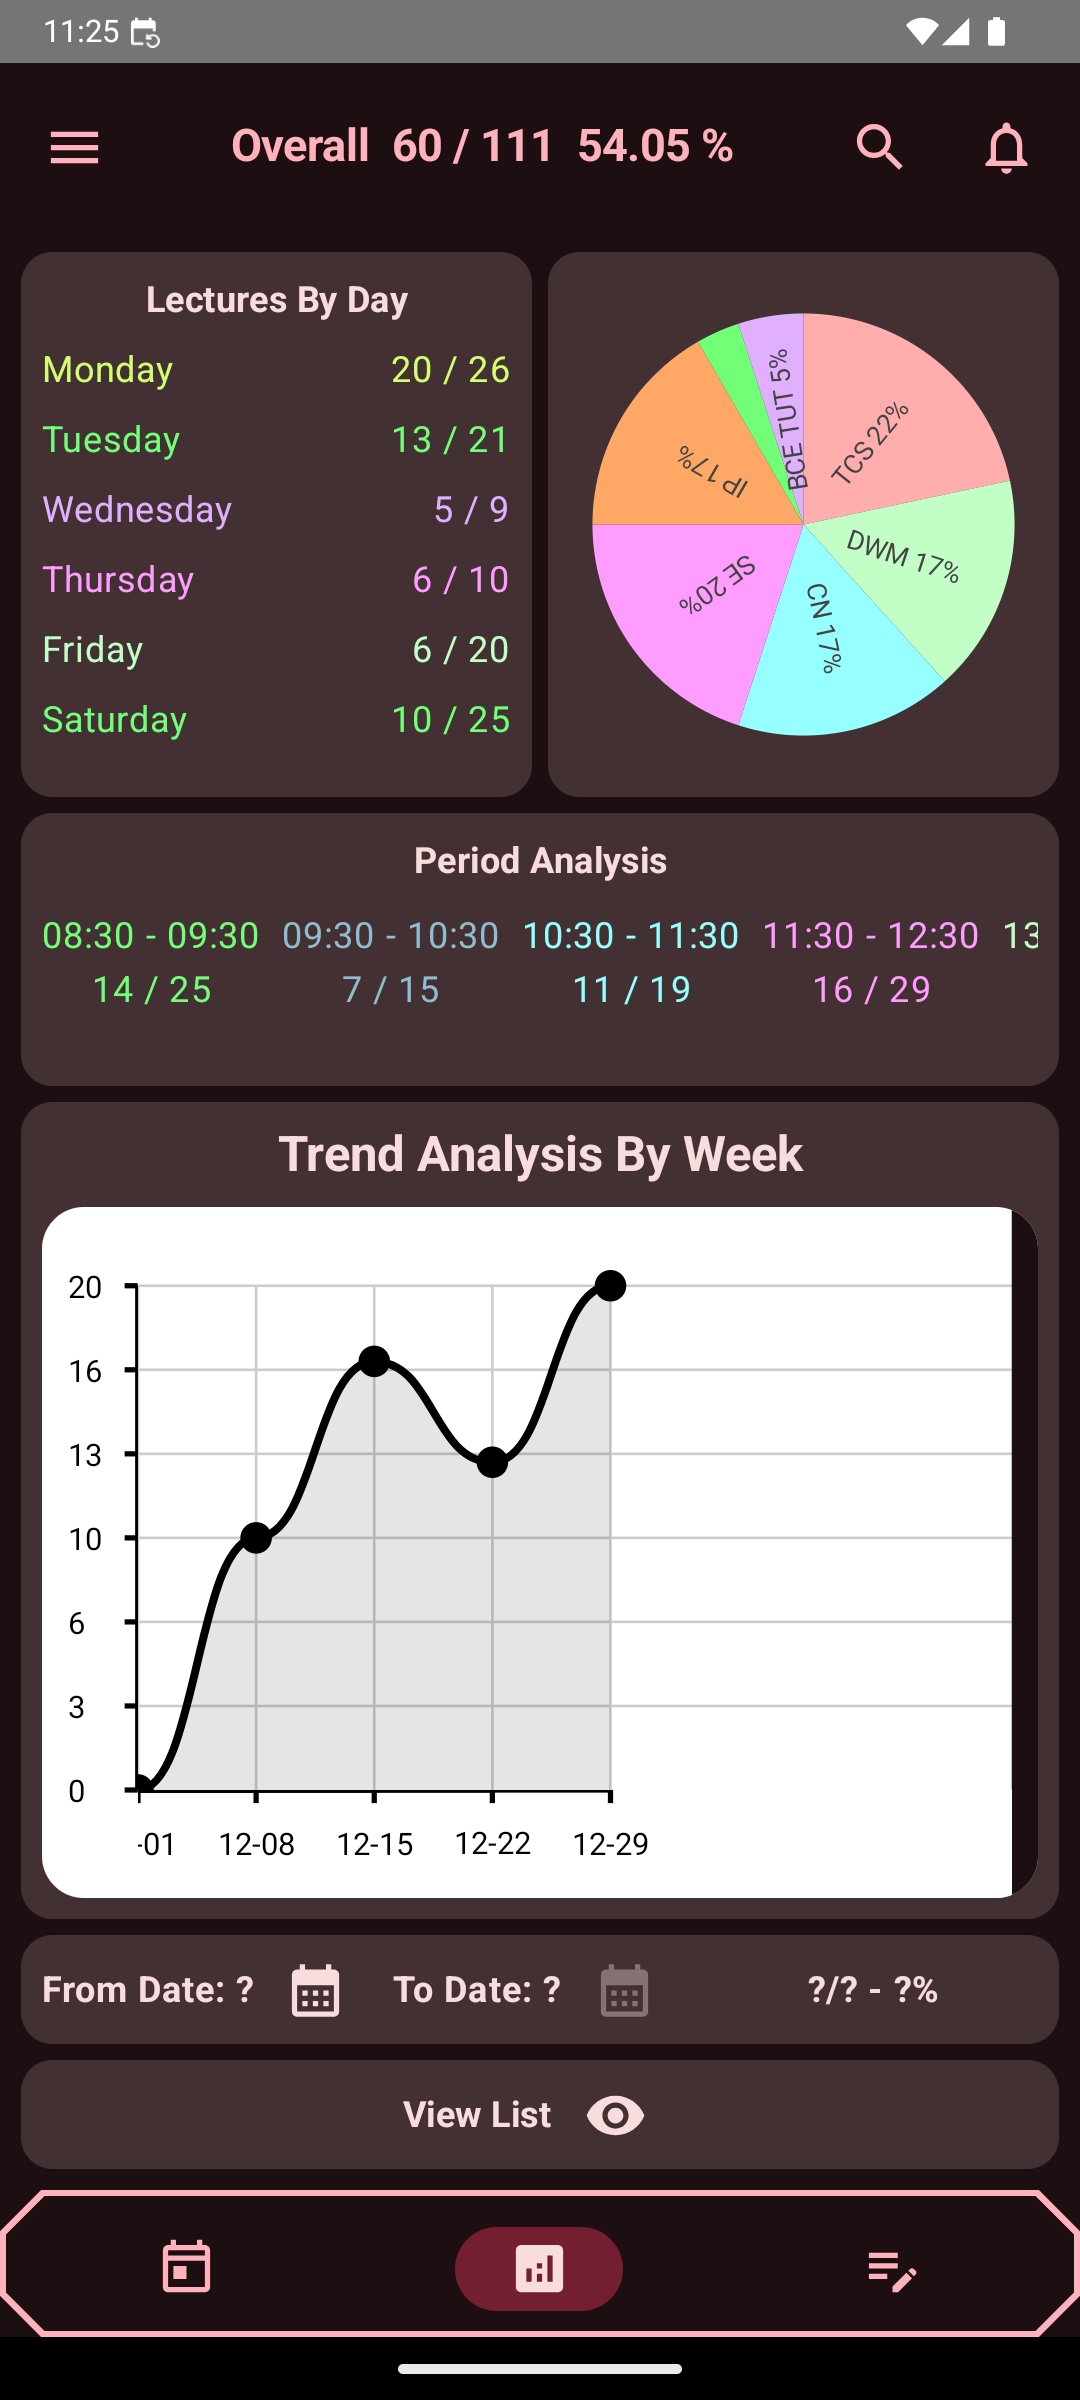 11:25
Overall 60 / 111 54.05 %
Lectures By Day
Monday 20 / 26
Tuesday 13 / 21
Wednesday 5 / 9
Thursday 6 / 10
Friday 6 / 20
Saturday 10 / 25
TCS 22%
DWM 17%
CN 17%
SE 20%
IP 17%
BCE TUT 5%
Period Analysis
08:30 - 09:30 09:30 - 10:30 10:30 - 11:30 11:30 - 12:30 13
14 / 25 7 / 15 11 / 19 16 / 29
Trend Analysis By Week
20
16
13
10
6
3
0
-01 12-08 12-15 12-22 12-29
From Date: ? To Date: ? ?/? - ?%
View List